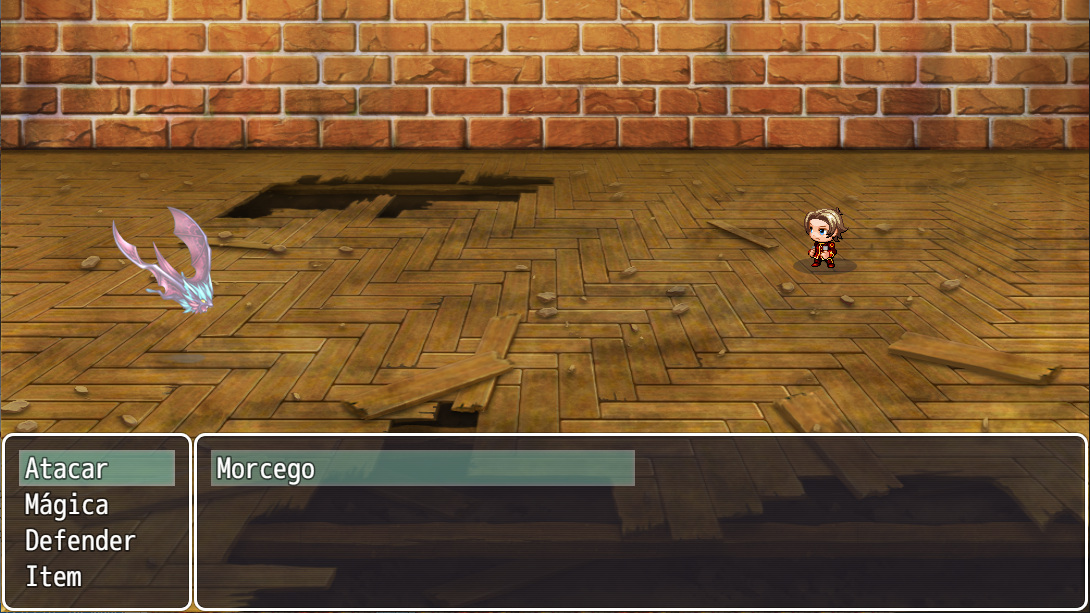 Atacar
Mágica
Defender
Item
Morcego